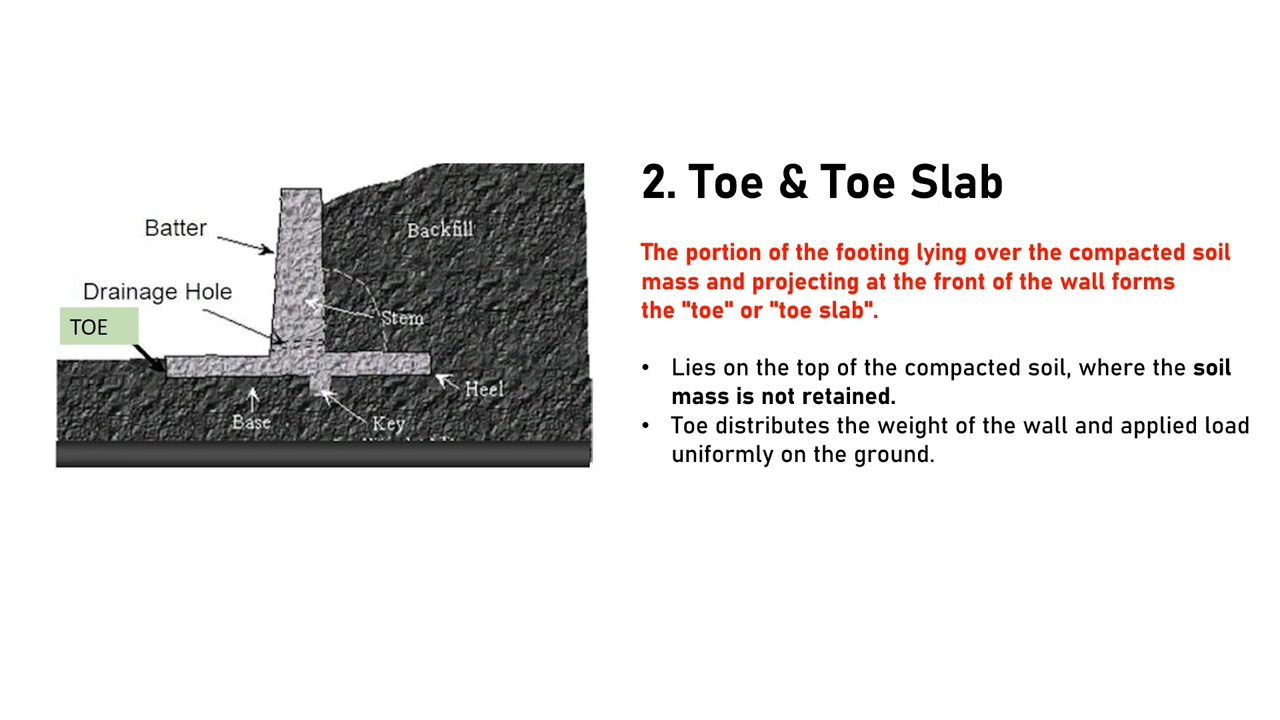 2. Toe & Toe Slab
The portion of the footing lying over the compacted soil
mass and projecting at the front of the wall forms
the "toe" or "toe slab".
• Lies on the top of the compacted soil, where the soil
mass is not retained.
• Toe distributes the weight of the wall and applied load
uniformly on the ground.
Batter
Backfill
Drainage Hole
TOE
Stem
Heel
Base
Key